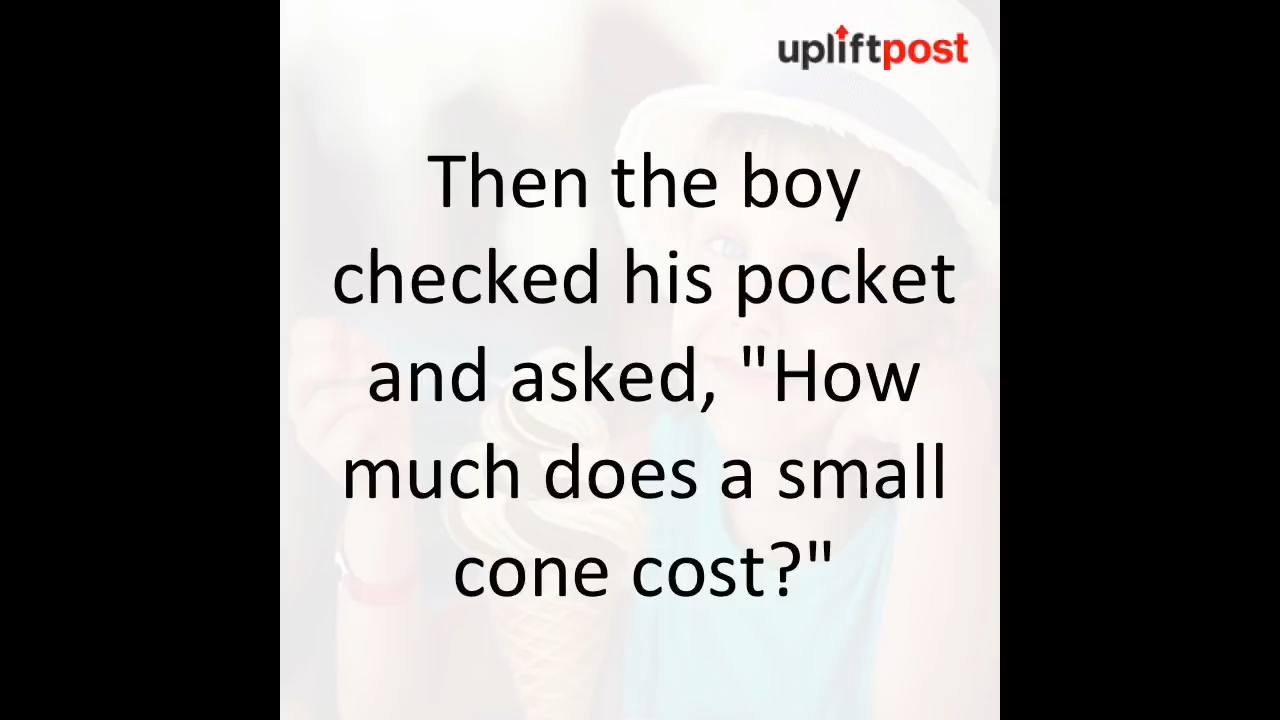 upliftpost
Then the boy
checked his pocket
and asked, "How
much does a small
cone cost?"